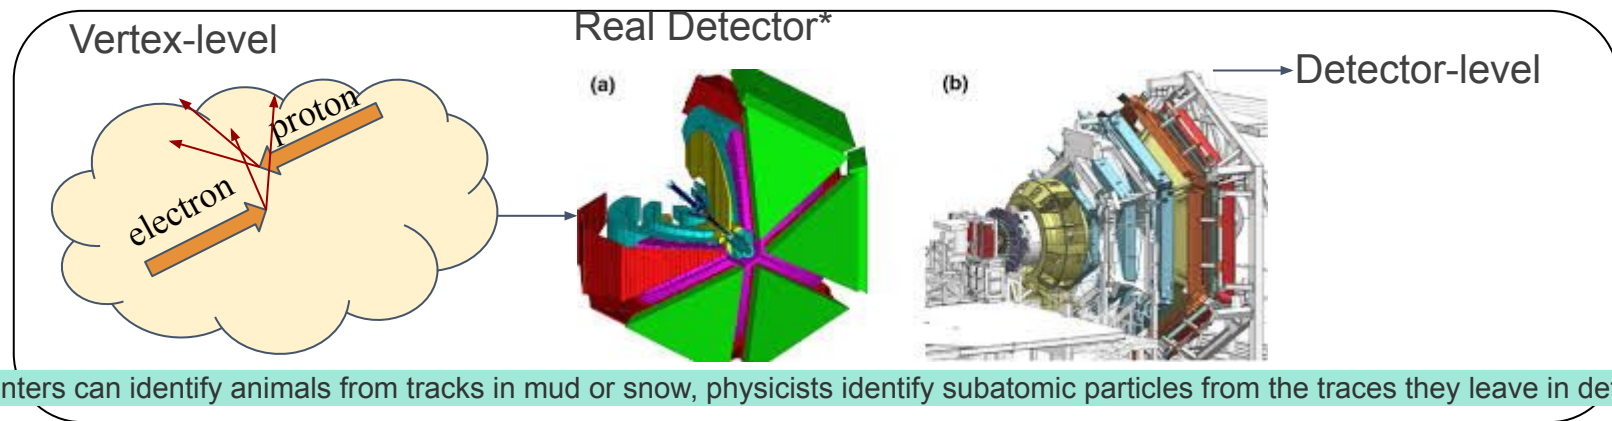 Vertex-level
Real Detector*
Detector-level
(a)
(b)
proton
electron
nters can identify animals from tracks in mud or snow, physicists identify subatomic particles from the traces they leave in de